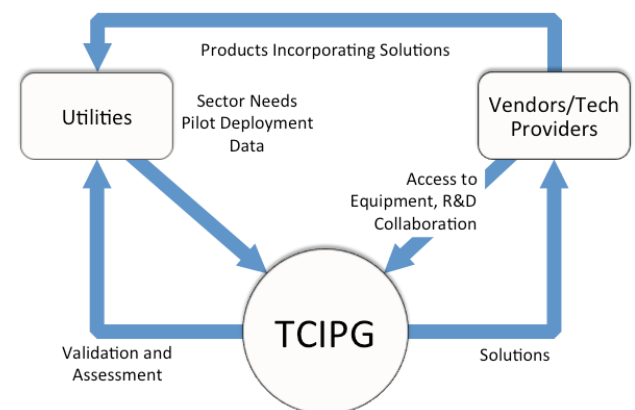 Products Incorporating Solutions
Utilities
Sector Needs
Pilot Deployment
Data
Vendors/Tech
Providers
Access to
Equipment, R&D
Collaboration
TCIPG
Validation and
Assessment
Solutions